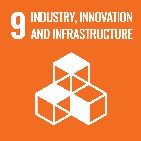 9 INDUSTRY, INNOVATION
AND INFRASTRUCTURE